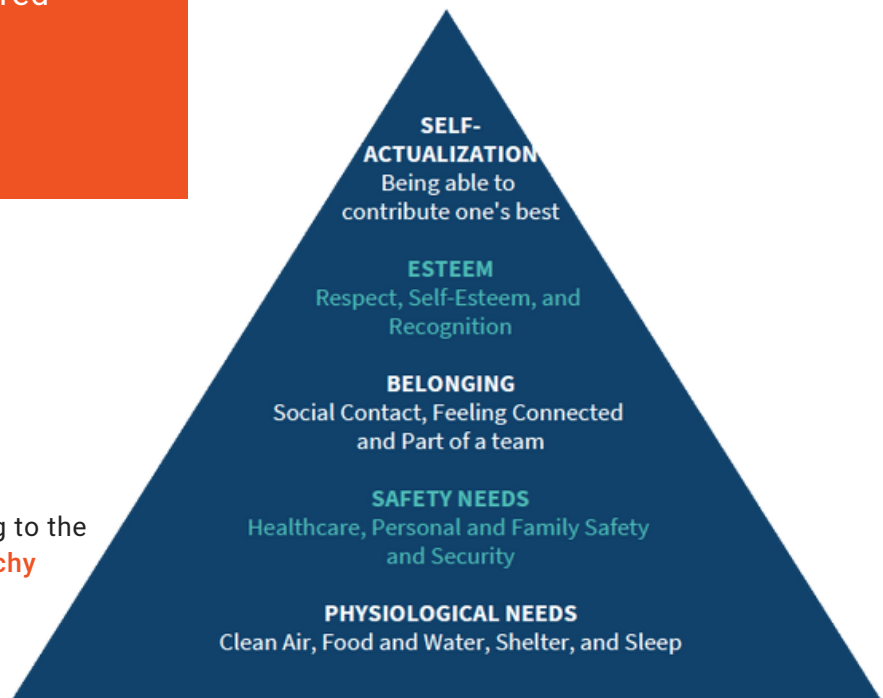 SELF-
ACTUALIZATION
Being able to
contribute one's best
ESTEEM
Respect, Self-Esteem, and
Recognition
BELONGING
Social Contact, Feeling Connected
and Part of a team
SAFETY NEEDS
Healthcare, Personal and Family Safety
and Security
PHYSIOLOGICAL NEEDS
Clean Air, Food and Water, Shelter, and Sleep
to the